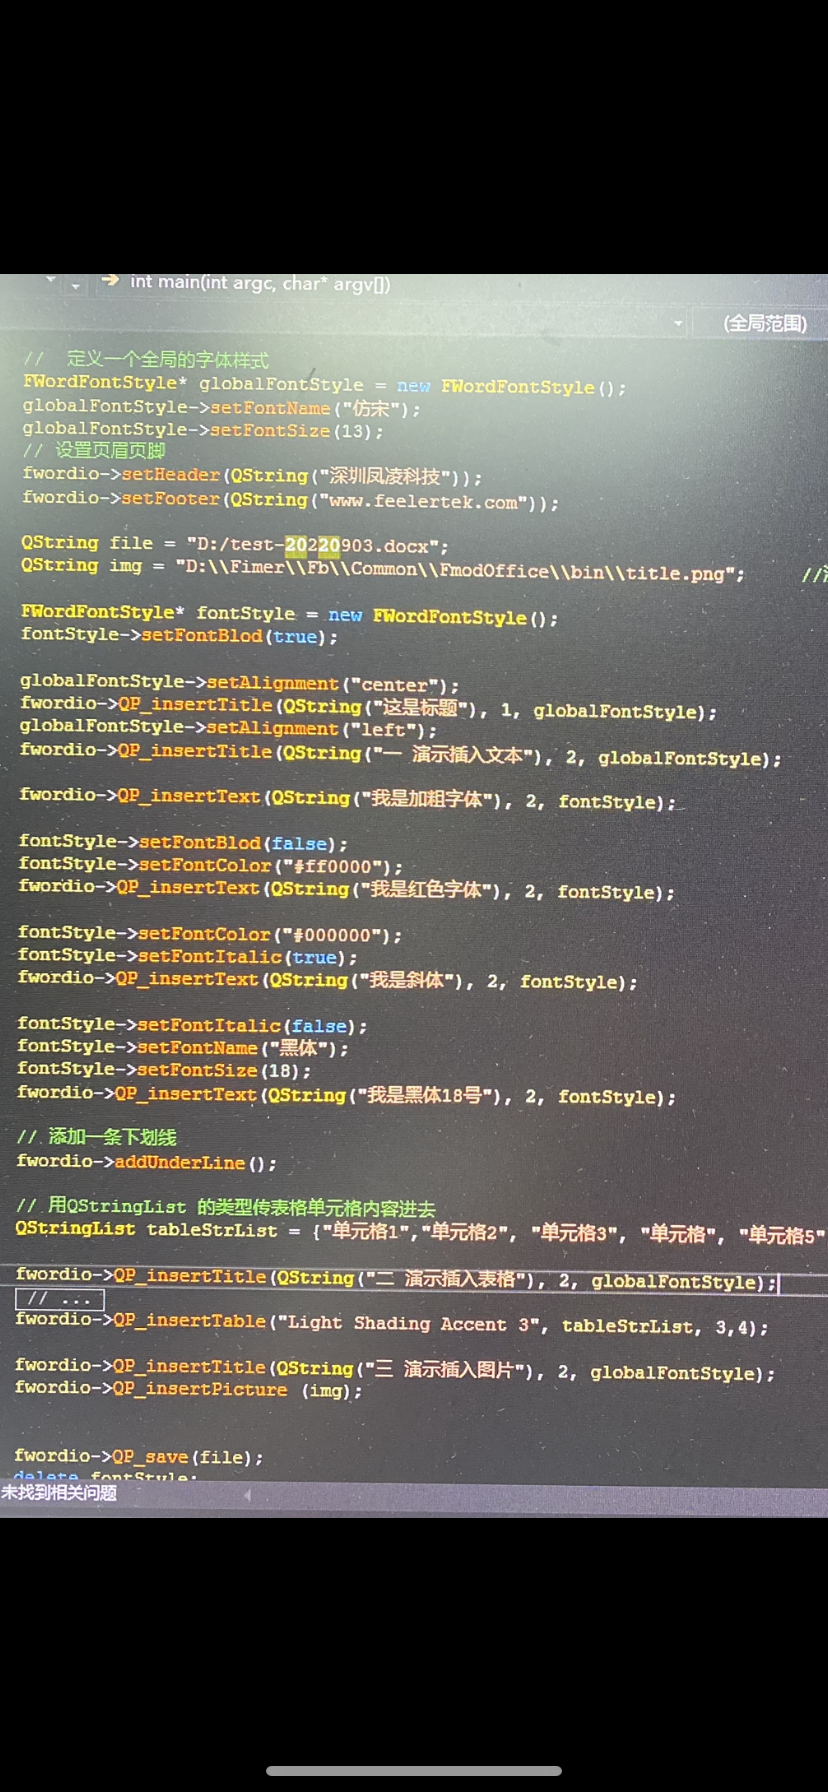 int main(int argc, char* argv[])
(全局范围)
// 定义一个全局的字体样式
FWordFontStyle* globalFontStyle = new FWordFontStyle();
globalFontStyle->setFontName("仿宋");
globalFontStyle->setFontSize(13);
// 设置页眉页脚
fwordio->setHeader(QString("深圳凤凌科技"));
fwordio->setFooter(QString("www.feelertek.com"));
QString file = "D:/test-20220903.docx";
QString img = "D:\\Fimer\\Fb\\Common\\FmodOffice\\bin\\title.png"; //
FWordFontStyle* fontStyle = new FWordFontStyle();
fontStyle->setFontBlod(true);
globalFontStyle->setAlignment("center");
fwordio->QP_insertTitle(QString("这是标题"), 1, globalFontStyle);
globalFontStyle->setAlignment("left");
fwordio->QP_insertTitle(QString("一 演示插入文本"), 2, globalFontStyle);
fwordio->QP_insertText(QString("我是加粗字体"), 2, fontStyle);
fontStyle->setFontBlod(false);
fontStyle->setFontColor("#ff0000");
fwordio->QP_insertText(QString("我是红色字体"), 2, fontStyle);
fontStyle->setFontColor("#000000");
fontStyle->setFontItalic(true);
fwordio->QP_insertText(QString("我是斜体"), 2, fontStyle);
fontStyle->setFontItalic(false);
fontStyle->setFontName("黑体");
fontStyle->setFontSize(18);
fwordio->QP_insertText(QString("我是黑体18号"), 2, fontStyle);
// 添加一条下划线
fwordio->addUnderLine();
// 用QStringList 的类型传表格单元格内容进去
QStringList tableStrList = {"单元格1","单元格2", "单元格3", "单元格", "单元格5"
fwordio->QP_insertTitle(QString("二 演示插入表格"), 2, globalFontStyle);
// ...
fwordio->QP_insertTable("Light Shading Accent 3", tableStrList, 3,4);
fwordio->QP_insertTitle(QString("三 演示插入图片"), 2, globalFontStyle);
fwordio->QP_insertPicture (img);
fwordio->QP_save(file);
delete fontStyle;
未找到相关问题